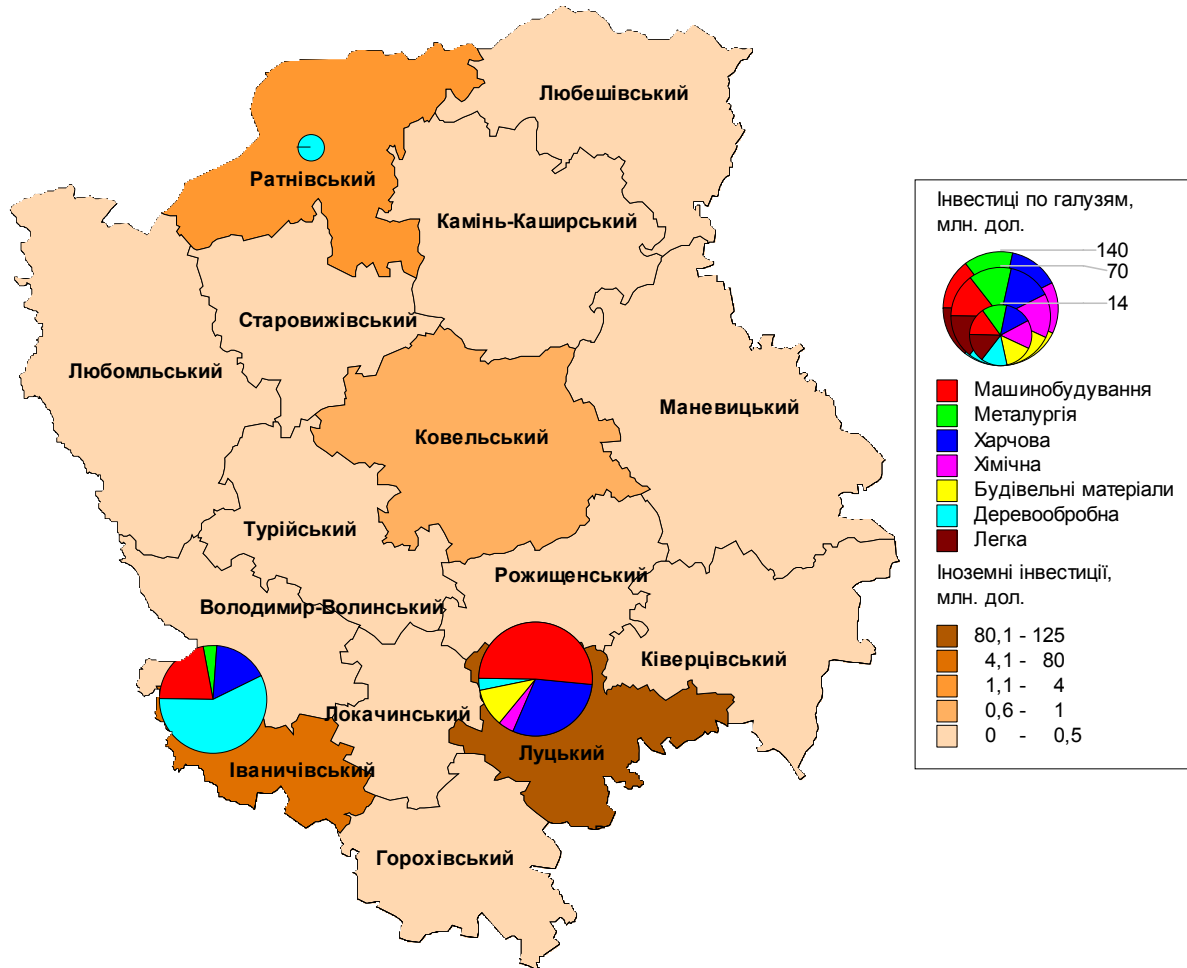 Любешівський
Ратнівський
Камінь-Каширський
Старовижівський
Любомльський
Маневицький
Ковельський
Турійський
Рожищенський
Володимир-Волинський
Ківерцівський
Локачинський
Луцький
Іваничівський
Горохівський
Інвестиці по галузям,
млн. дол.
140
70
14
Машинобудування
Металургія
Харчова
Хімічна
Будівельні матеріали
Деревообробна
Легка
Іноземні інвестиції,
млн. дол.
80,1 - 125
4,1 - 80
1,1 - 4
0,6 - 1
0 - 0,5